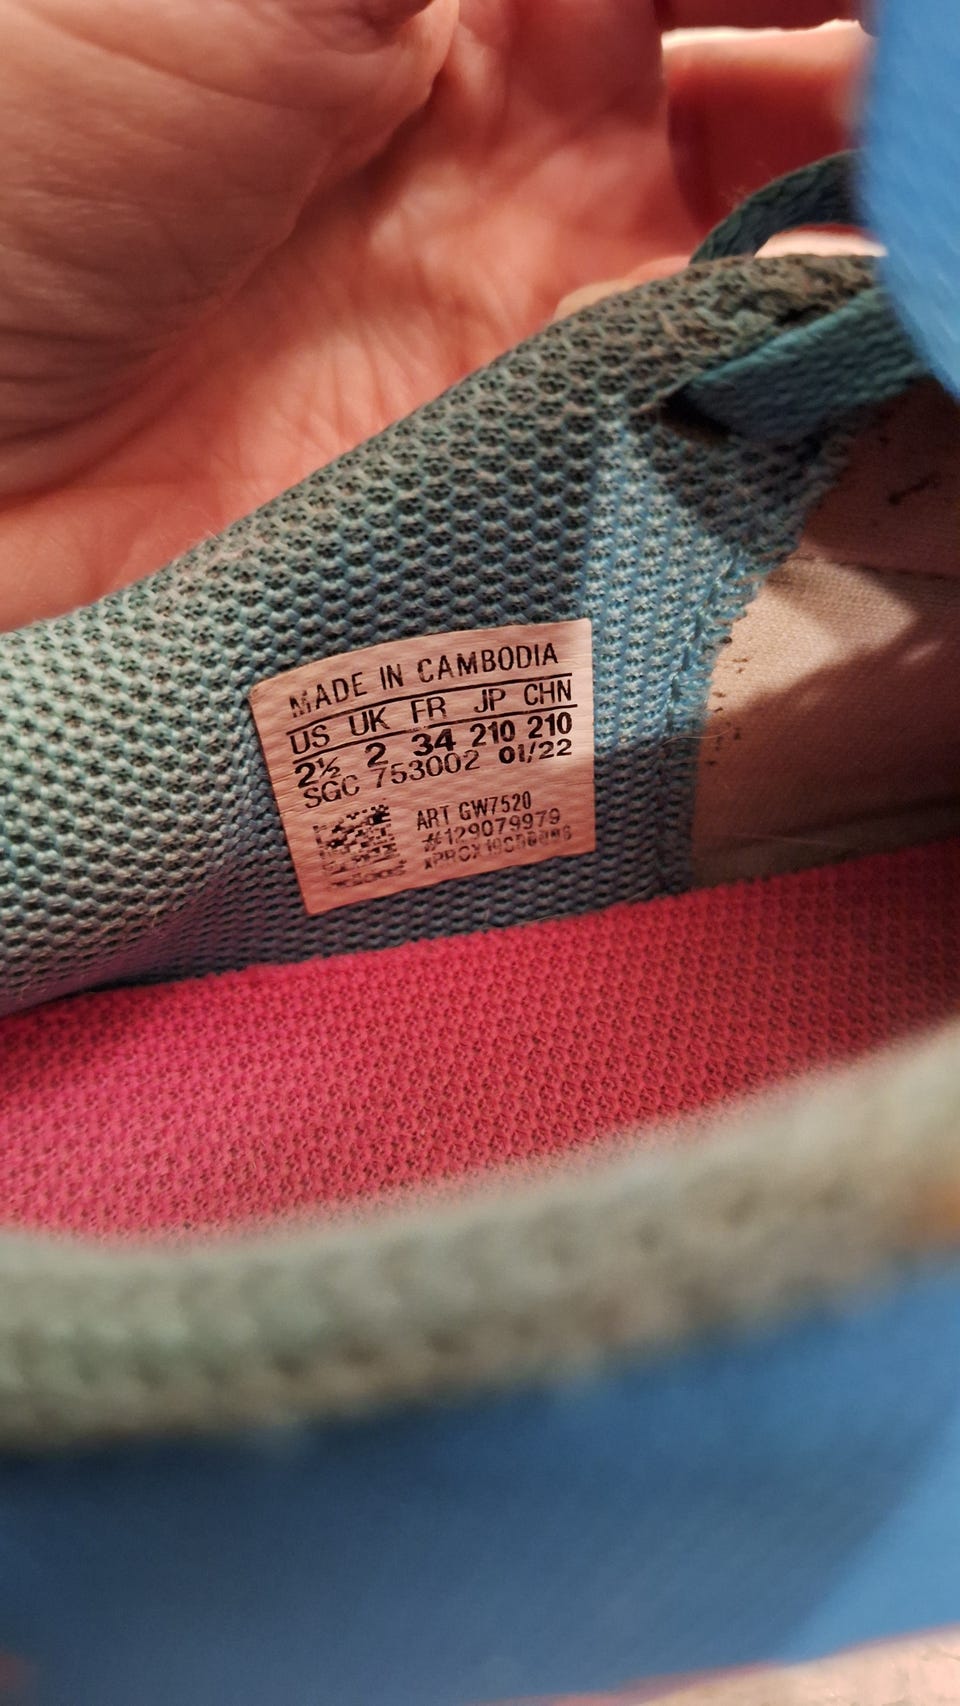 MADE IN CAMBODIA
US UK FR JP CHN
2½ 2 34 210 210
SGC 753002 01/22
ART GW7520
#129079979